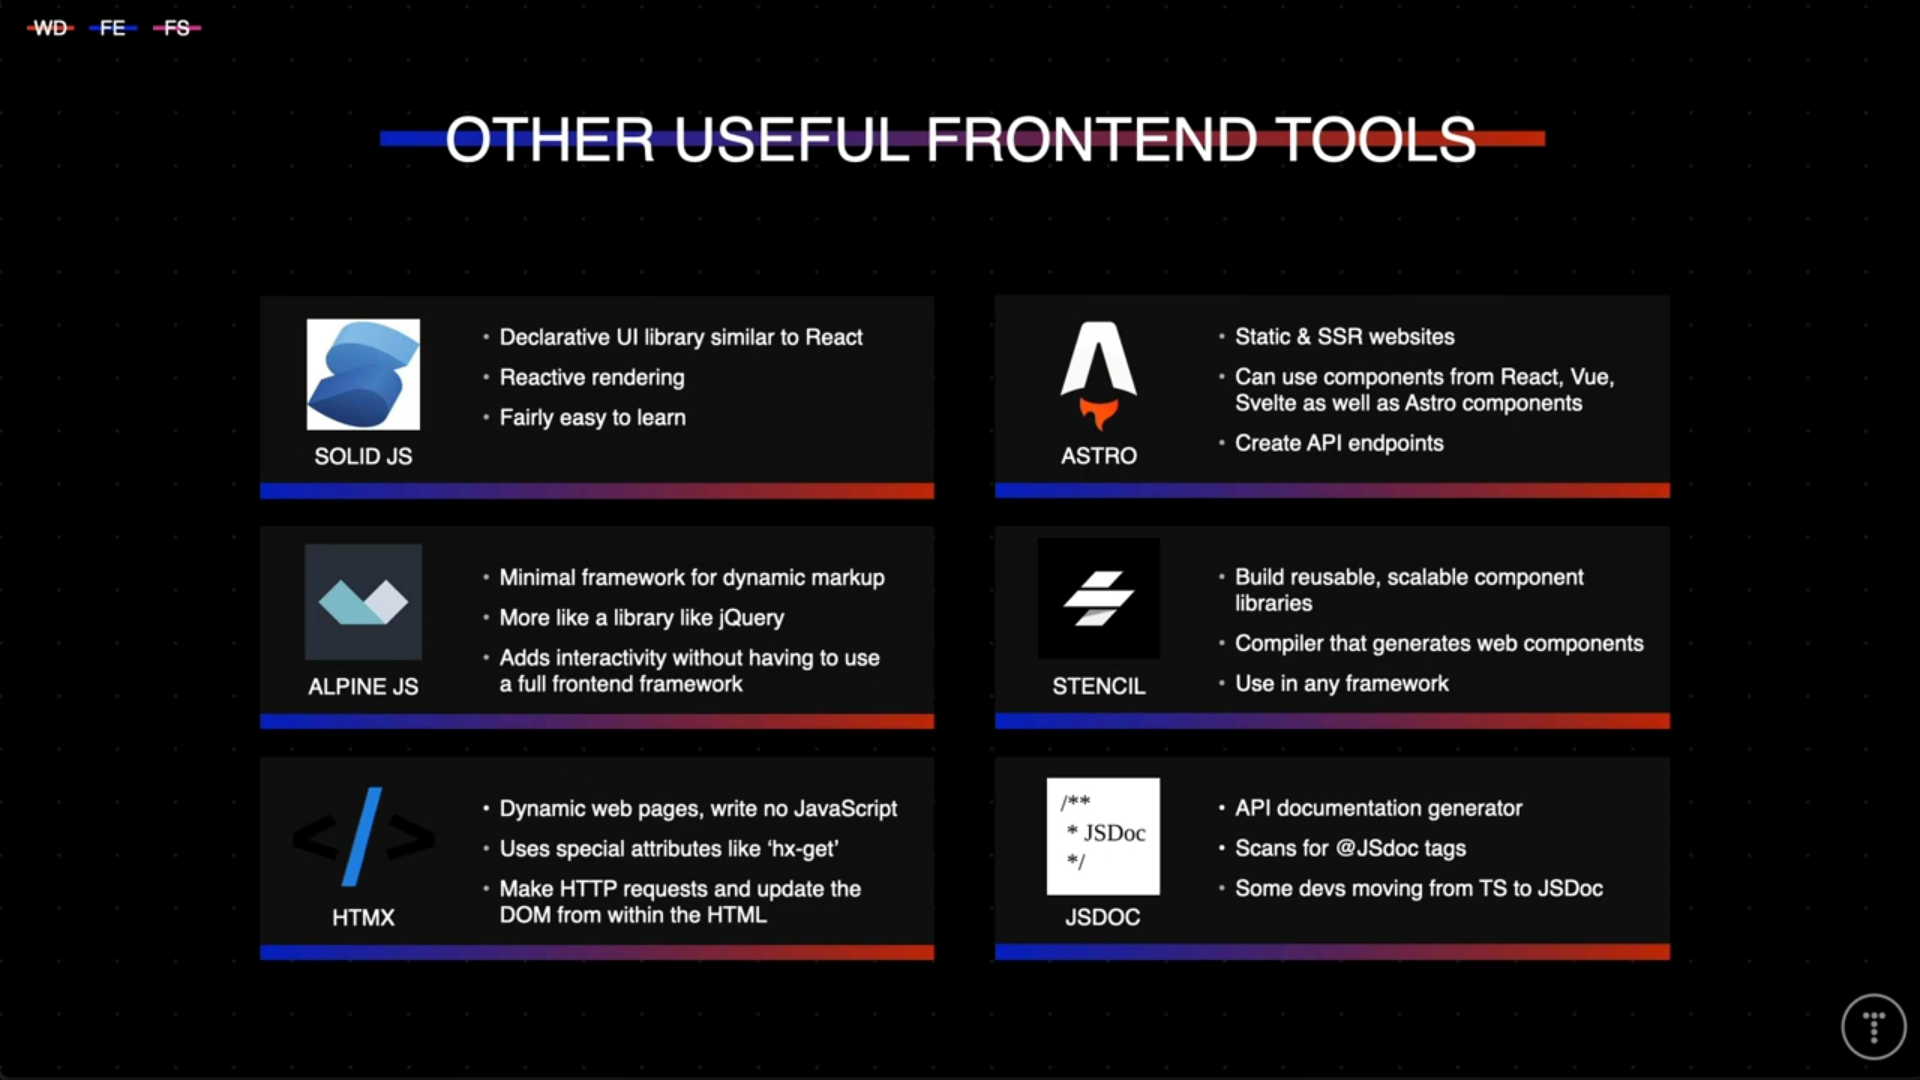 WD FE FS
OTHER USEFUL FRONTEND TOOLS
SOLID JS
• Declarative UI library similar to React
• Reactive rendering
• Fairly easy to learn
ASTRO
• Static & SSR websites
• Can use components from React, Vue,
Svelte as well as Astro components
• Create API endpoints
ALPINE JS
• Minimal framework for dynamic markup
• More like a library like jQuery
• Adds interactivity without having to use
a full frontend framework
STENCIL
• Build reusable, scalable component
libraries
• Compiler that generates web components
• Use in any framework
</>
HTMX
• Dynamic web pages, write no JavaScript
• Uses special attributes like ‘hx-get’
• Make HTTP requests and update the
DOM from within the HTML
/**
* JSDoc
*/
JSDOC
• API documentation generator
• Scans for @JSdoc tags
• Some devs moving from TS to JSDoc
T